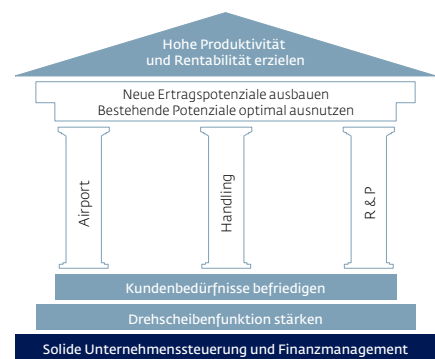 Hohe Produktivität
und Rentabilität erzielen
Neue Ertragspotenziale ausbauen
Bestehende Potenziale optimal ausnutzen
Airport
Handling
R & P
Kundenbedürfnisse befriedigen
Drehscheibenfunktion stärken
Solide Unternehmenssteuerung und Finanzmanagement